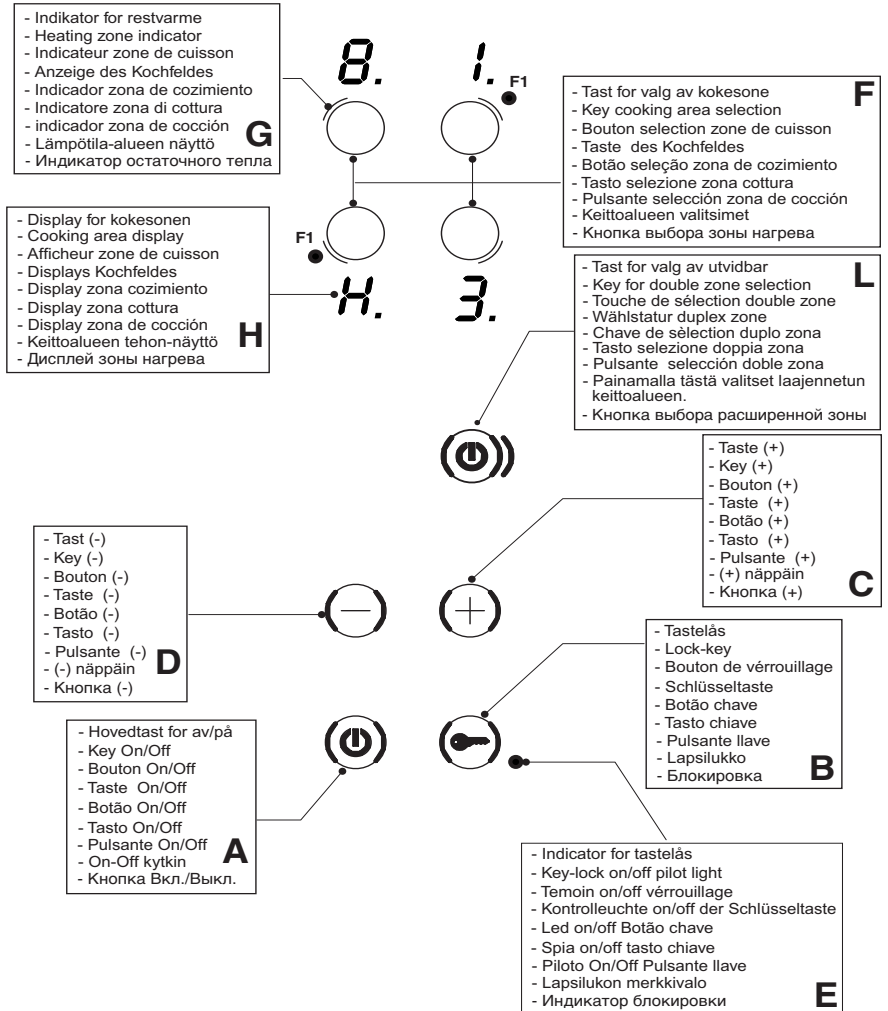 - Indikator for restvarme
- Heating zone indicator
- Indicateur zone de cuisson
- Anzeige des Kochfeldes
- Indicador zona de cozimiento
- Indicatore zona di cottura
- indicador zona de cocción
- Lämpötila-alueen näyttö
- Индикатор остаточного тепла
G
8.
1.
F1
- Tast for valg av kokesone
- Key cooking area selection
- Bouton selection zone de cuisson
- Taste des Kochfeldes
- Botão seleção zona de cozimiento
- Tasto selezione zona cottura
- Pulsante selección zona de cocción
- Keittoalueen valitsimet
- Кнопка выбора зоны нагрева
F
- Display for kokesonen
- Cooking area display
- Afficheur zone de cuisson
- Displays Kochfeldes
- Display zona cozimiento
- Display zona cottura
- Display zona de cocción
- Keittoalueen tehon-näyttö
- Дисплей зоны нагрева
H
F1
H.
3.
- Tast for valg av utvidbar
- Key for double zone selection
- Touche de sélection double zone
- Wählstatur duplex zone
- Chave de sèlection duplo zona
- Tasto selezione doppia zona
- Pulsante selección doble zona
- Painamalla tästä valitset laajennetun
keittoalueen.
- Кнопка выбора расширенной зоны
L
- Taste (+)
- Key (+)
- Bouton (+)
- Taste (+)
- Botão (+)
- Tasto (+)
- Pulsante (+)
- (+) näppäin
- Кнопка (+)
C
- Tast (-)
- Key (-)
- Bouton (-)
- Taste (-)
- Botão (-)
- Tasto (-)
- Pulsante (-)
- (-) näppäin
- Кнопка (-)
D
- Tastelås
- Lock-key
- Bouton de vérrouillage
- Schlüsseltaste
- Botão chave
- Tasto chiave
- Pulsante llave
- Lapsilukko
- Блокировка
B
- Hovedtast for av/på
- Key On/Off
- Bouton On/Off
- Taste On/Off
- Botão On/Off
- Tasto On/Off
- Pulsante On/Off
- On-Off kytkin
- Кнопка Вкл./Выкл.
A
- Indicator for tastelås
- Key-lock on/off pilot light
- Temoin on/off vérrouillage
- Kontrolleuchte on/off der Schlüsseltaste
- Led on/off Botão chave
- Spia on/off tasto chiave
- Piloto On/Off Pulsante llave
- Lapsilukon merkkivalo
- Индикатор блокировки
E